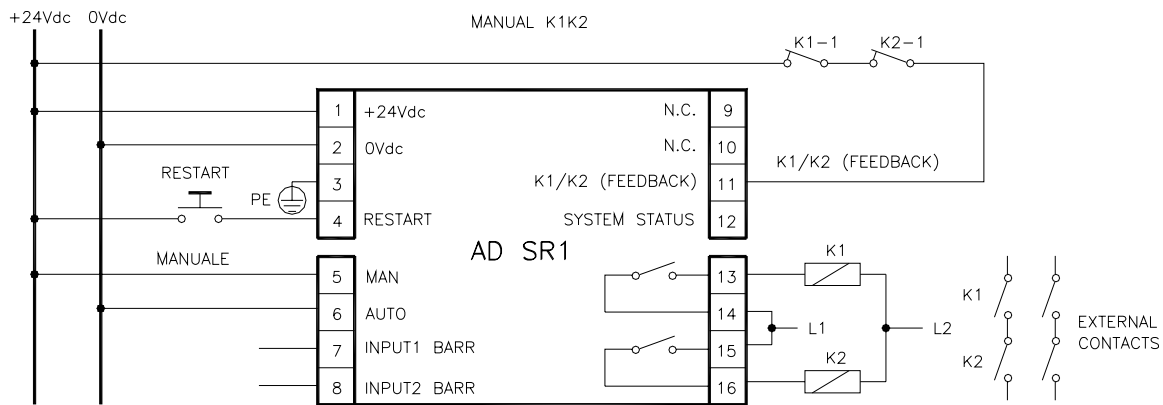 +24Vdc 0Vdc
MANUAL K1K2
K1-1 K2-1
1 +24Vdc N.C. 9
2 0Vdc N.C. 10
K1/K2 (FEEDBACK)
RESTART
PE 3 K1/K2 (FEEDBACK) 11
4 RESTART SYSTEM STATUS 12
AD SR1
MANUALE
5 MAN 13 K1
6 AUTO 14
L1 L2
7 INPUT1 BARR 15
8 INPUT2 BARR 16 K2
K1
K2
EXTERNAL
CONTACTS